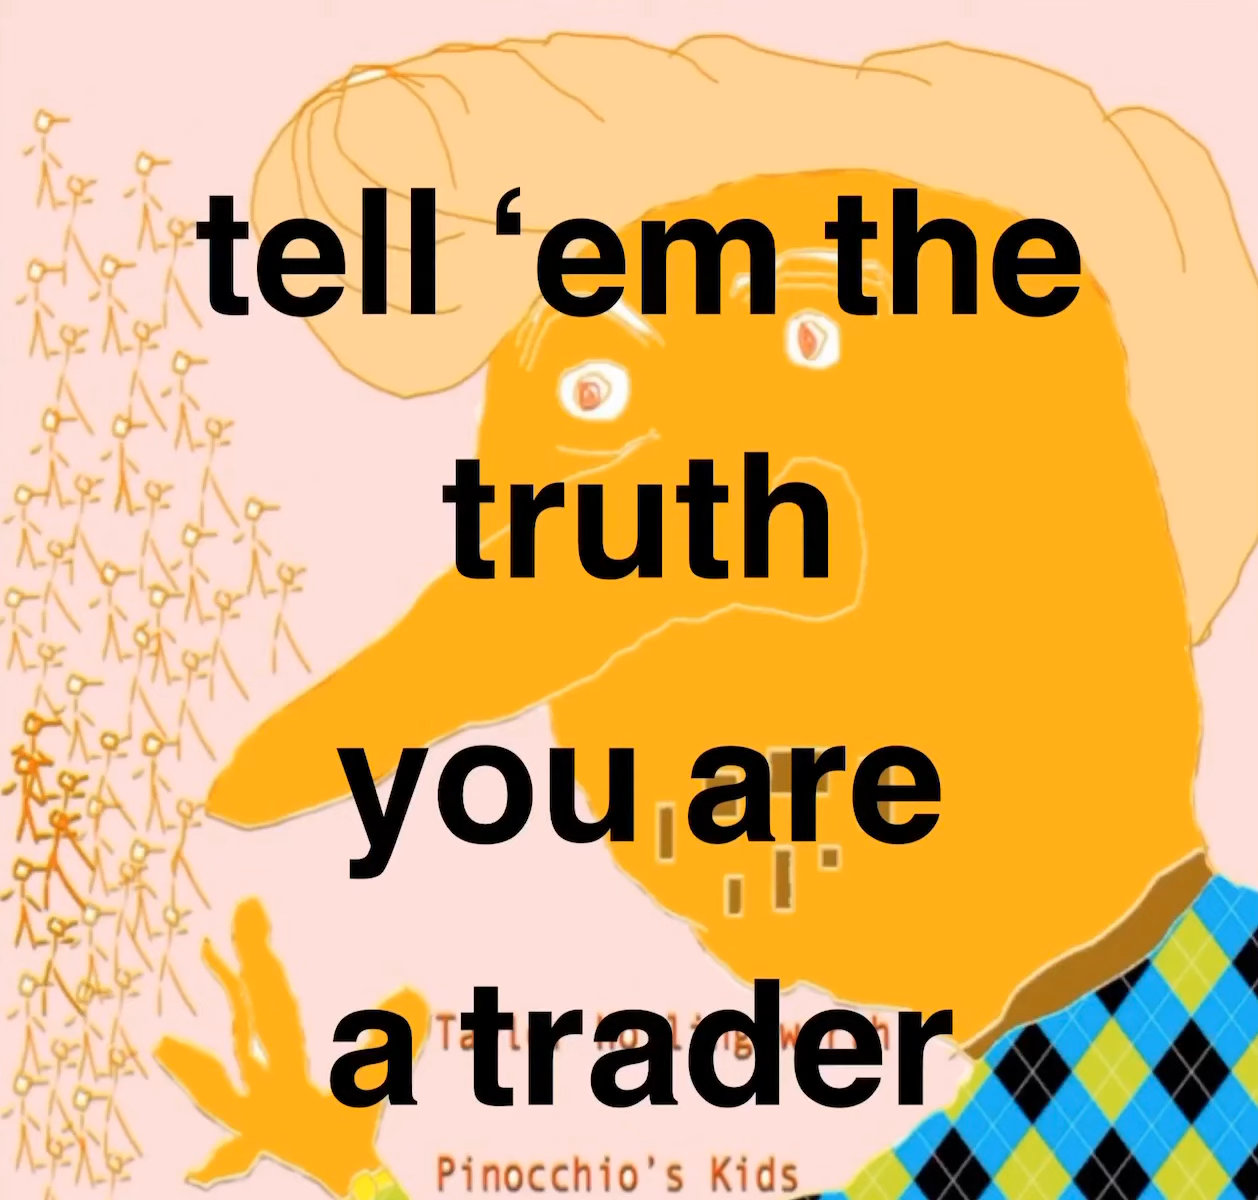 tell ‘em the
truth
you are
a trader
Pinocchio's Kids